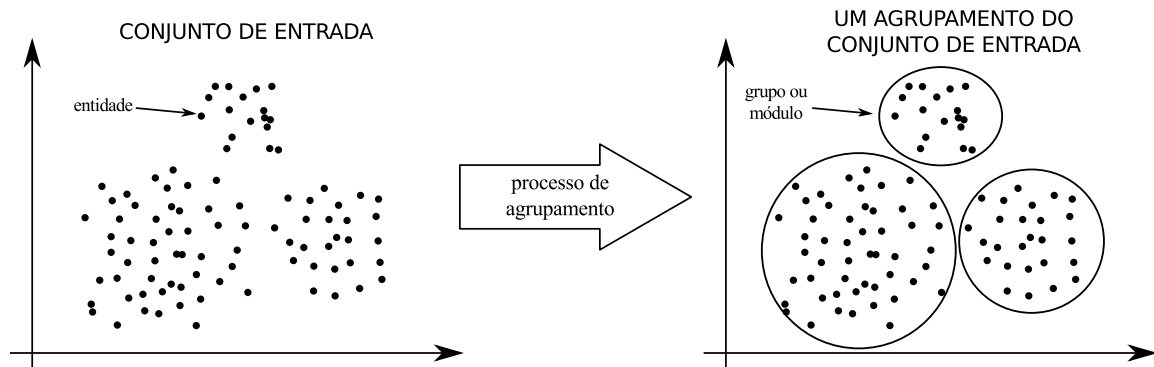 CONJUNTO DE ENTRADA
entidade
processo de
agrupamento
UM AGRUPAMENTO DO
CONJUNTO DE ENTRADA
grupo ou
módulo